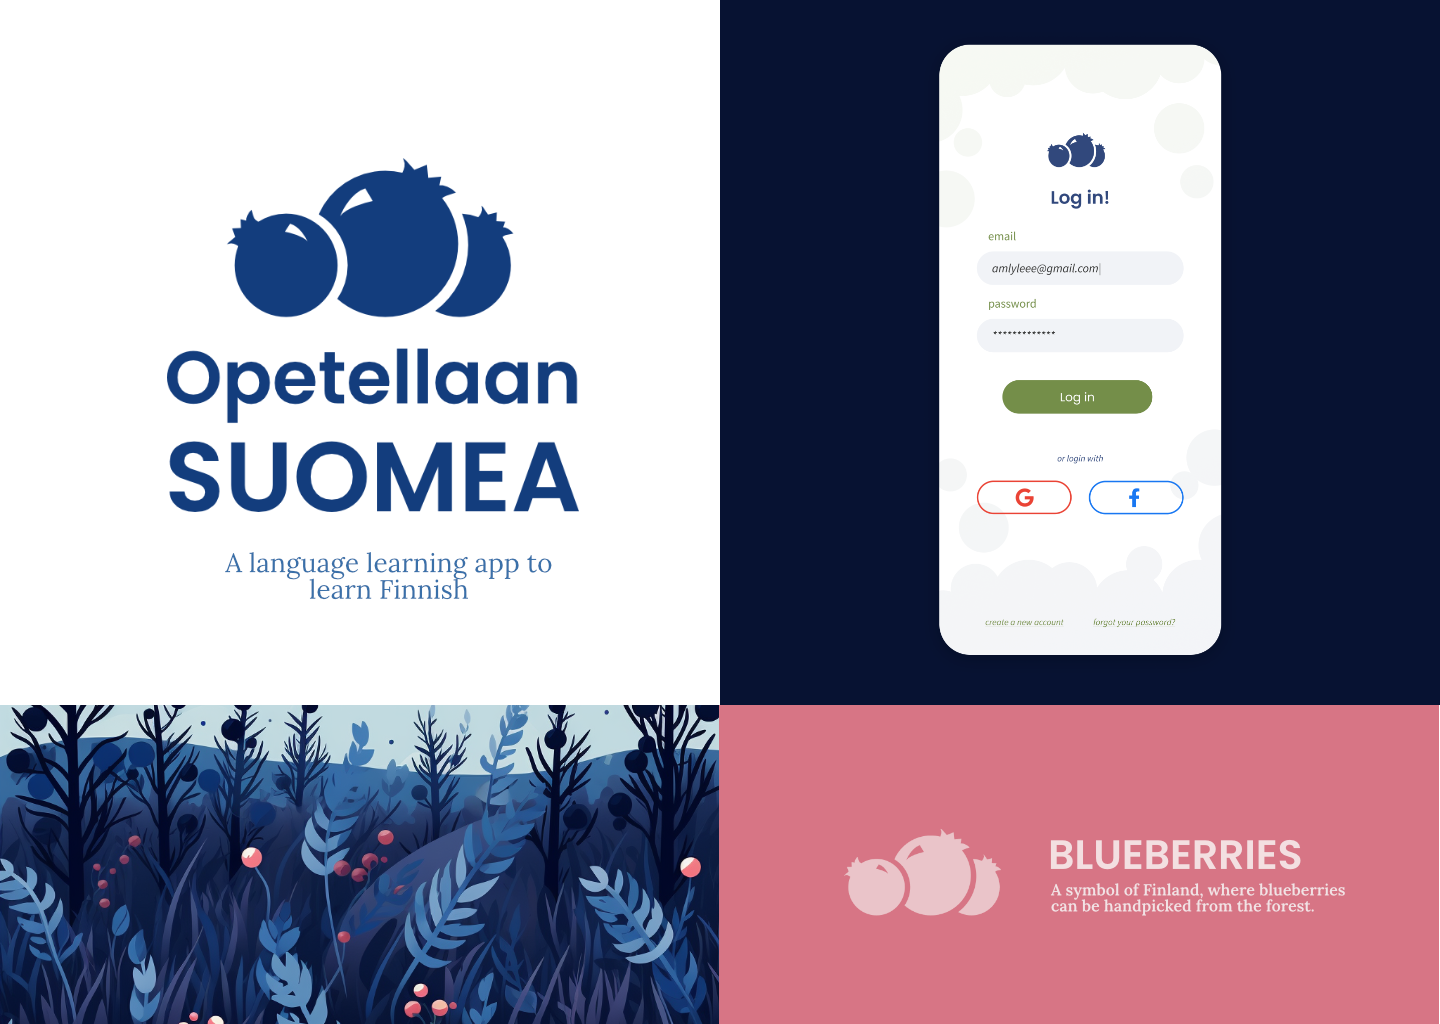 Opetellaan
SUOMEA
A language learning app to
learn Finnish
Log in!
email
amlyleee@gmail.com
password
*************
Log in
or login with
G
f
create a new account
forgot your password?
BLUEBERRIES
A symbol of Finland, where blueberries
can be handpicked from the forest.